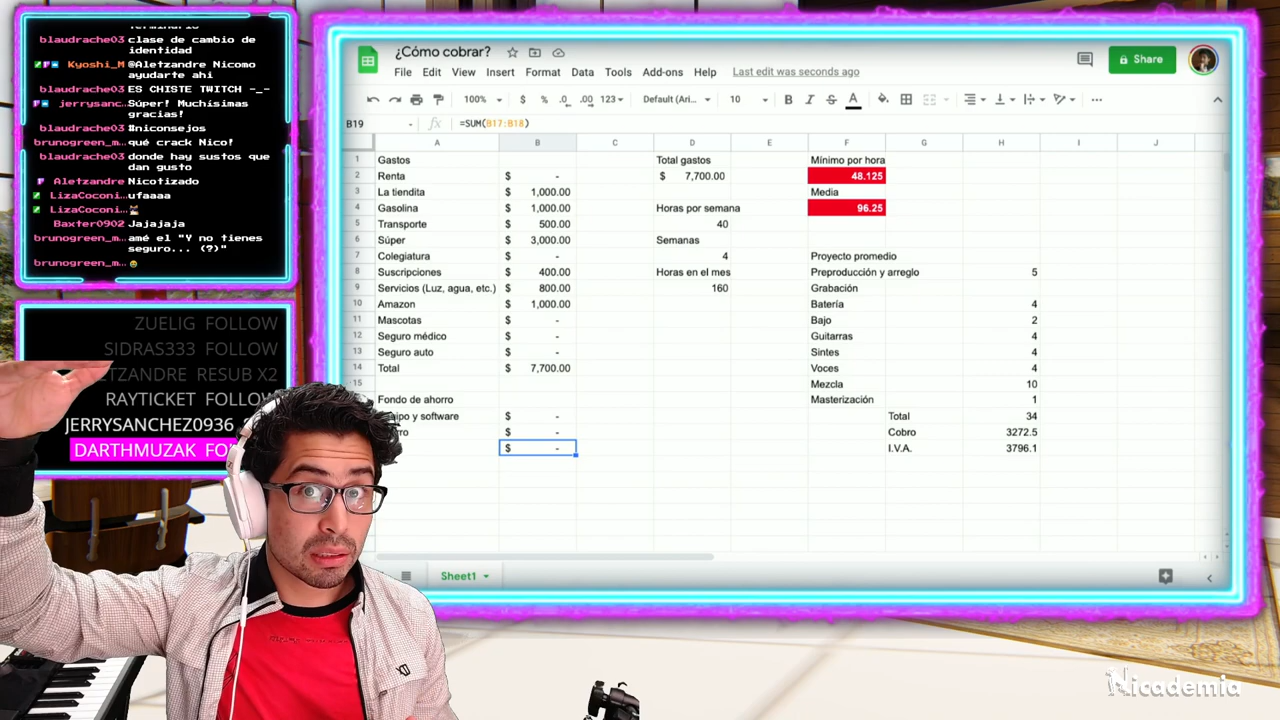 clase de cambio de
identidad
Kyoshi_M @Aletzandre Nicomo
ayudarte ahi
blaudrache03 ES CHISTE TWITCH -_-
jerrysanc… Súper! Muchísimas
gracias!
blaudrache03 #niconsejos
brunogreen_m… qué crack Nico!
blaudrache03 donde hay sustos que
dan gusto
Aletzandre Nicotizado
LizaCoconi… ufaaaa
LizaCoconi…
Baxter0902 Jajajaja
brunogreen_m… amé el "Y no tienes
seguro... (?)"
brunogreen_m…
blaudrache03
ZUELIG FOLLOW
SIDRAS333 FOLLOW
ETZANDRE RESUB X2
RAYTICKET FOLLOW
JERRYSANCHEZ0936
DARTHMUZAK FO
¿Cómo cobrar?
File Edit View Insert Format Data Tools Add-ons Help Last edit was seconds ago
Share
100% $ % .0 .00 123 Default (Ari... 10 B I S A
B19 fx =SUM(B17:B18)
A B C D E F G H I J
1 Gastos Total gastos Mínimo por hora
2 Renta $ - $ 7,700.00 48.125
3 La tiendita 1,000.00 Media
4 Gasolina $ 1,000.00 Horas por semana 96.25
5 Transporte $ 500.00 40
6 Súper $ 3,000.00 Semanas
7 Colegiatura $ - 4 Proyecto promedio
8 Suscripciones $ 400.00 Horas en el mes Preproducción y arreglo 5
9 Servicios (Luz, agua, etc.) $ 800.00 160 Grabación
10 Amazon $ 1,000.00 Batería 4
11 Mascotas $ - Bajo 2
12 Seguro médico $ - Guitarras 4
13 Seguro auto $ - Sintes 4
14 Total $ 7,700.00 Voces 4
15 Mezcla 10
Fondo de ahorro Masterización 1
uipo y software $ - Total 34
rro $ - Cobro 3272.5
$ - I.V.A. 3796.1
Sheet1
Nicademia